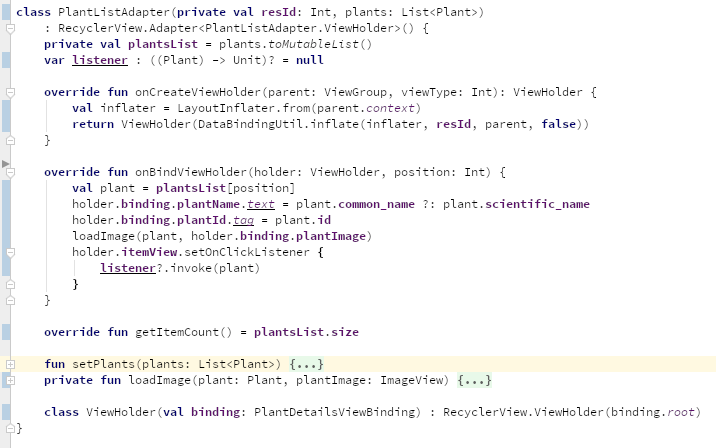 class PlantListAdapter(private val resId: Int, plants: List<Plant>)
    : RecyclerView.Adapter<PlantListAdapter.ViewHolder>() {
    private val plantsList = plants.toMutableList()
    var listener : ((Plant) -> Unit)? = null

    override fun onCreateViewHolder(parent: ViewGroup, viewType: Int): ViewHolder {
        val inflater = LayoutInflater.from(parent.context)
        return ViewHolder(DataBindingUtil.inflate(inflater, resId, parent, false))
    }

    override fun onBindViewHolder(holder: ViewHolder, position: Int) {
        val plant = plantsList[position]
        holder.binding.plantName.text = plant.common_name ?: plant.scientific_name
        holder.binding.plantId.tag = plant.id
        loadImage(plant, holder.binding.plantImage)
        holder.itemView.setOnClickListener {
            listener?.invoke(plant)
        }
    }

    override fun getItemCount() = plantsList.size

    fun setPlants(plants: List<Plant>) {...}
    private fun loadImage(plant: Plant, plantImage: ImageView) {...}

    class ViewHolder(val binding: PlantDetailsViewBinding) : RecyclerView.ViewHolder(binding.root)
}